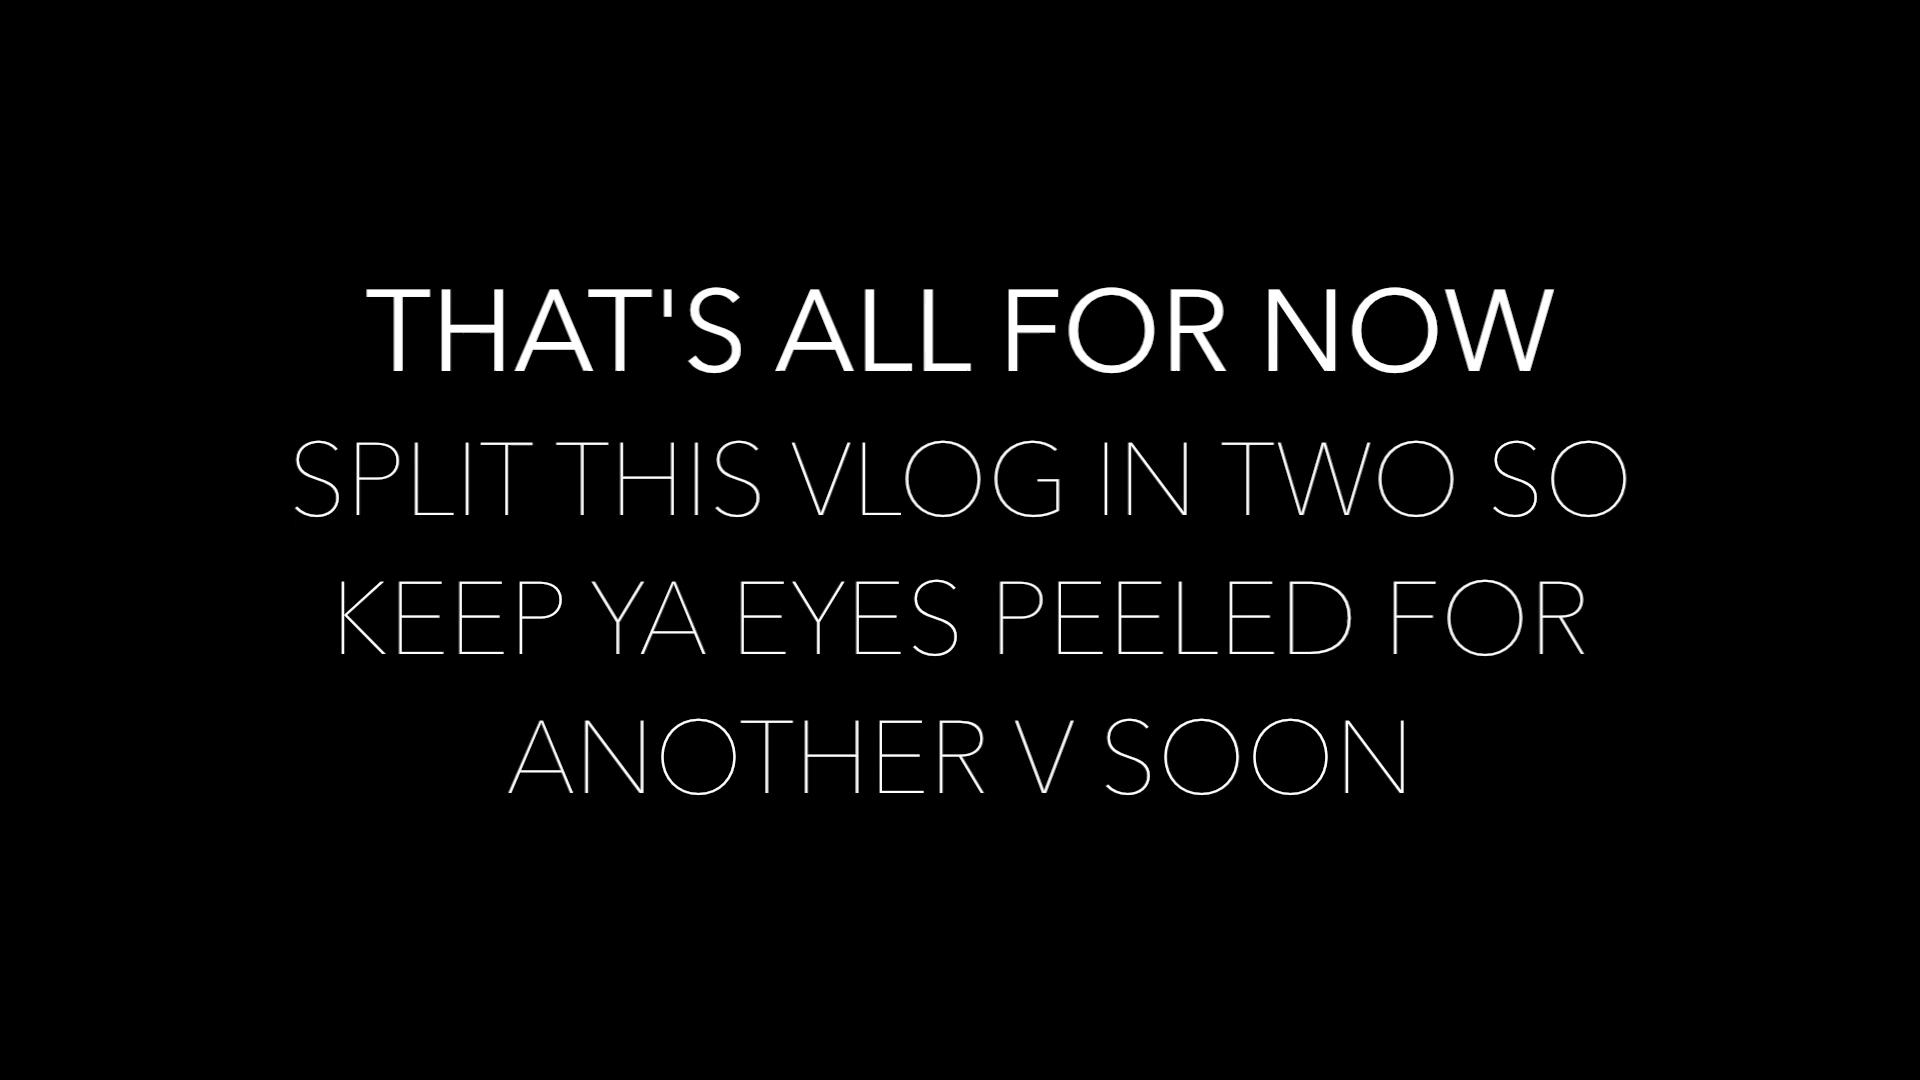 THAT'S ALL FOR NOW
SPLIT THIS VLOG IN TWO SO
KEEP YA EYES PEELED FOR
ANOTHER V SOON